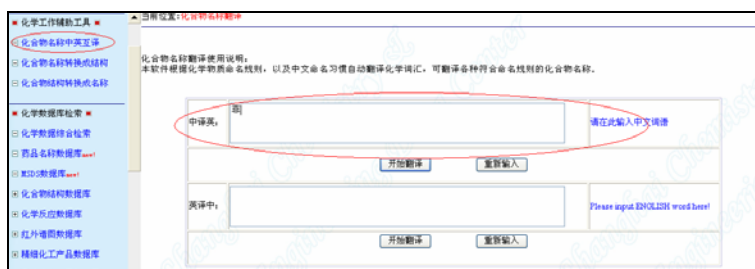 ■ 化学工作辅助工具 ■
化合物名称中英互译
化合物名称转换成结构
化合物结构转换成名称
■ 化学数据库检索 ■
化学数据综合检索
药品名称数据库new!
MSDS数据库new!
化合物结构数据库
化学反应数据库
红外谱图数据库
精细化工产品数据库
当前位置:化合物名称翻译
化合物名称翻译使用说明:
本软件根据化学物质命名规则，以及中文命名习惯自动翻译化学词汇，可翻译各种符合命名规则的化合物名称.
中译英:
请在此输入中文词语
开始翻译 重新输入
英译中:
Please input ENGLISH word here!
开始翻译 重新输入